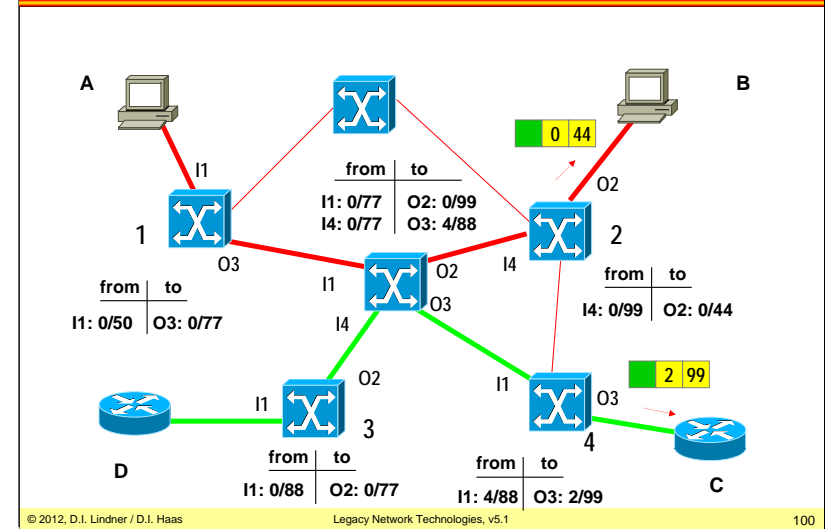 A
B
0 44
I1
from to
I1: 0/77 O2: 0/99
I4: 0/77 O3: 4/88
O2
1
2
O3
I1
O2
I4
from to
I4: 0/99 O2: 0/44
from to
I1: 0/50 O3: 0/77
O3
I4
2 99
O2
I1
O3
I1
3
4
D
from to
I1: 0/88 O2: 0/77
from to
I1: 4/88 O3: 2/99
C
© 2012, D.I. Lindner / D.I. Haas
Legacy Network Technologies, v5.1
100